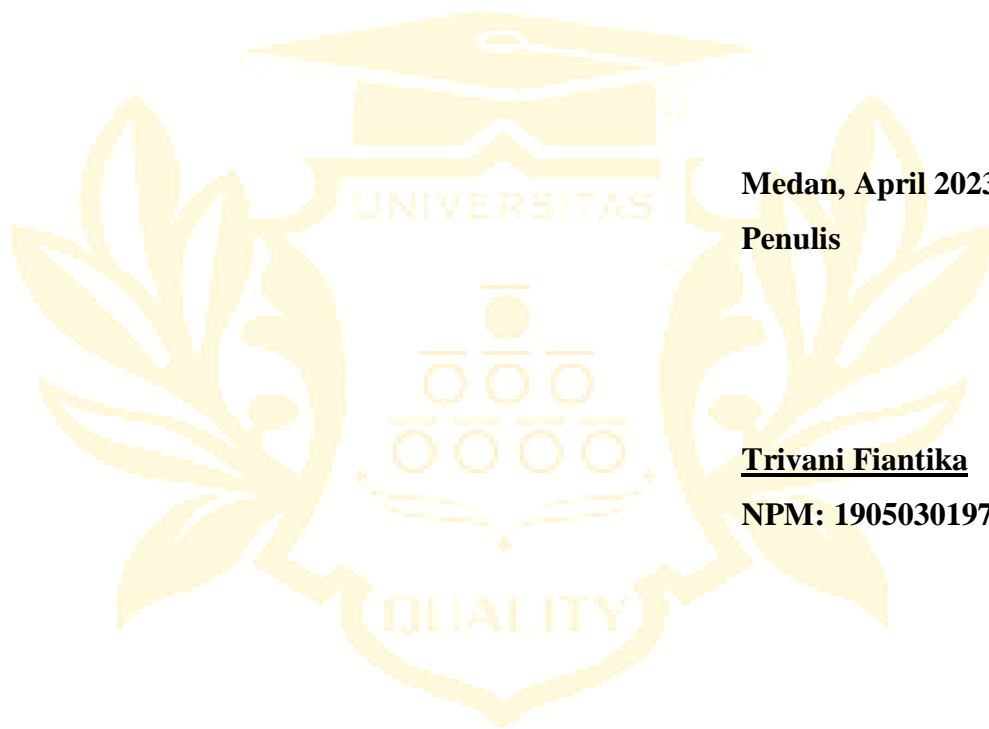 UNIVERSITAS
Medan, April 2023
Penulis
Trivani Fiantika
NPM: 1905030197
QUALITY